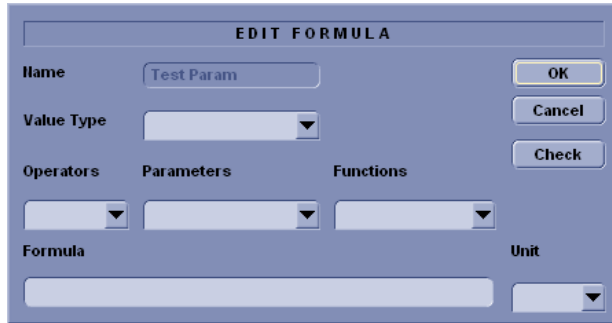 EDIT FORMULA
Name Test Param OK
Value Type Cancel
Check
Operators Parameters Functions
Formula Unit